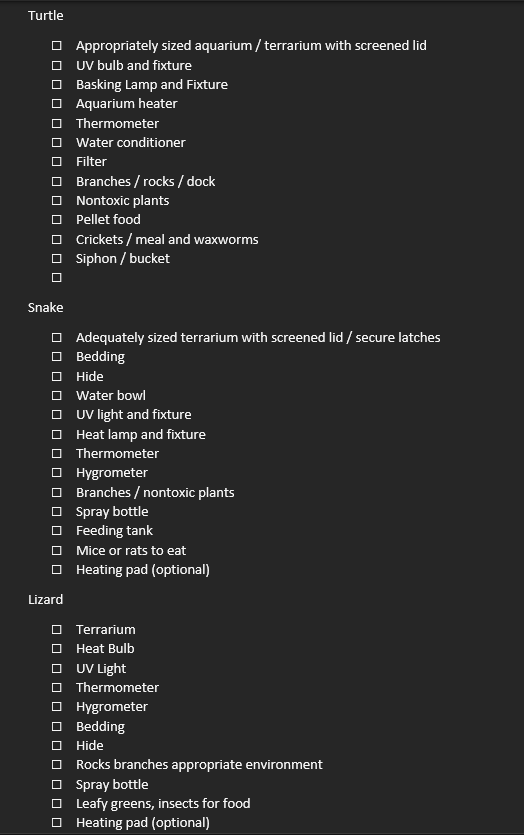 Turtle
☐ Appropriately sized aquarium / terrarium with screened lid
☐ UV bulb and fixture
☐ Basking Lamp and Fixture
☐ Aquarium heater
☐ Thermometer
☐ Water conditioner
☐ Filter
☐ Branches / rocks / dock
☐ Nontoxic plants
☐ Pellet food
☐ Crickets / meal and waxworms
☐ Siphon / bucket
☐
Snake
☐ Adequately sized terrarium with screened lid / secure latches
☐ Bedding
☐ Hide
☐ Water bowl
☐ UV light and fixture
☐ Heat lamp and fixture
☐ Thermometer
☐ Hygrometer
☐ Branches / nontoxic plants
☐ Spray bottle
☐ Feeding tank
☐ Mice or rats to eat
☐ Heating pad (optional)
Lizard
☐ Terrarium
☐ Heat Bulb
☐ UV Light
☐ Thermometer
☐ Hygrometer
☐ Bedding
☐ Hide
☐ Rocks branches appropriate environment
☐ Spray bottle
☐ Leafy greens, insects for food
☐ Heating pad (optional)